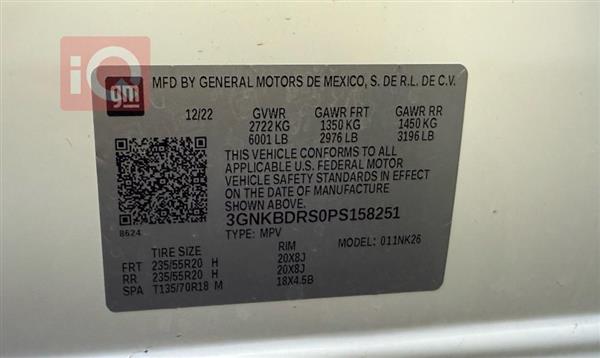 iQ
gm
MFD BY GENERAL MOTORS DE MEXICO, S. DE R.L. DE C.V.
12/22 GVWR GAWR FRT GAWR RR
2722 KG 1350 KG 1450 KG
6001 LB 2976 LB 3196 LB
THIS VEHICLE CONFORMS TO ALL
APPLICABLE U.S. FEDERAL MOTOR
VEHICLE SAFETY STANDARDS IN EFFECT
ON THE DATE OF MANUFACTURE SHOWN ABOVE.
3GNKBDRS0PS158251
8624 TYPE: MPV MODEL: 011NK26
TIRE SIZE RIM
FRT 235/55R20 H 20X8J
RR 235/55R20 H 20X8J
SPA T135/70R18 M 18X4.5B